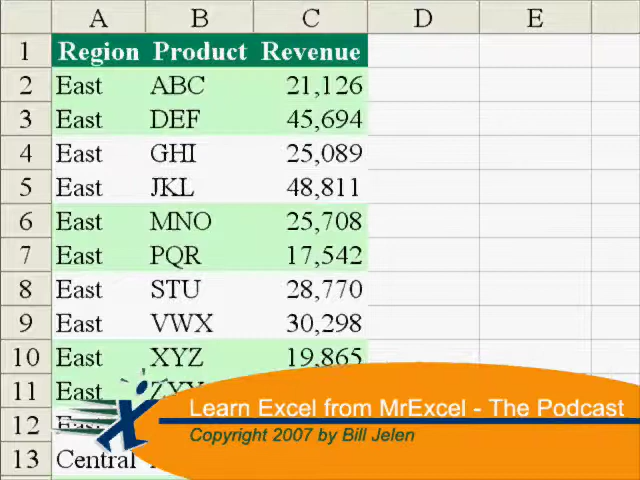 A B C D E
1 Region Product Revenue
2 East ABC 21,126
3 East DEF 45,694
4 East GHI 25,089
5 East JKL 48,811
6 East MNO 25,708
7 East PQR 17,542
8 East STU 28,770
9 East VWX 30,298
10 East XYZ 19,865
11 East
12 East
13 Central
Learn Excel from MrExcel - The Podcast
Copyright 2007 by Bill Jelen